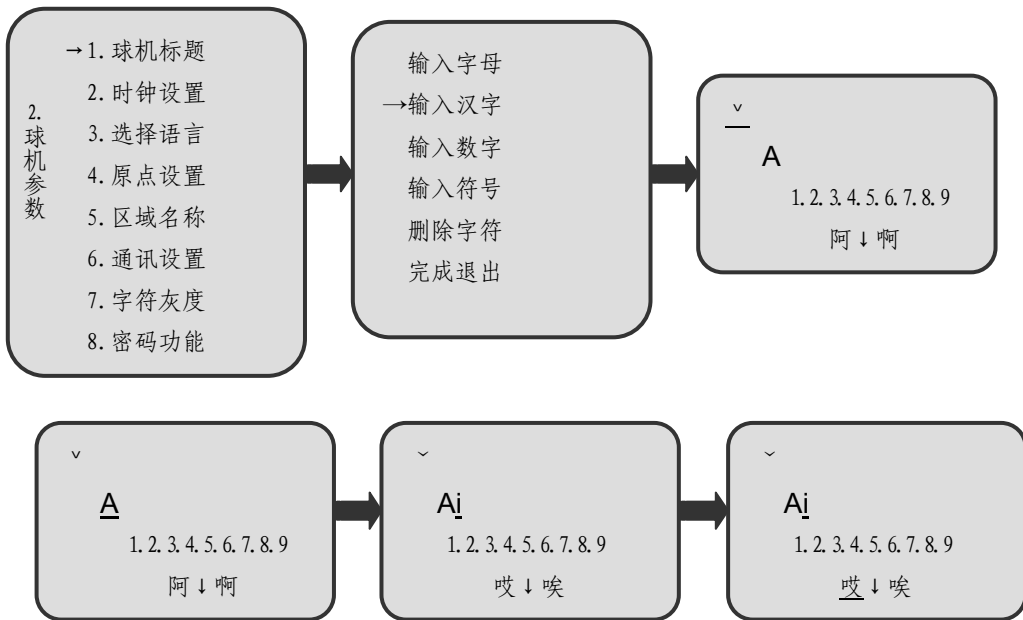 2.球机参数
→1.球机标题
2.时钟设置
3.选择语言
4.原点设置
5.区域名称
6.通讯设置
7.字符灰度
8.密码功能
输入字母
→输入汉字
输入数字
输入符号
删除字符
完成退出
ˇ
A
1.2.3.4.5.6.7.8.9
阿↓啊
ˇ
A
1.2.3.4.5.6.7.8.9
阿↓啊
ˇ
Ai
1.2.3.4.5.6.7.8.9
哎↓唉
ˇ
Ai
1.2.3.4.5.6.7.8.9
哎↓唉